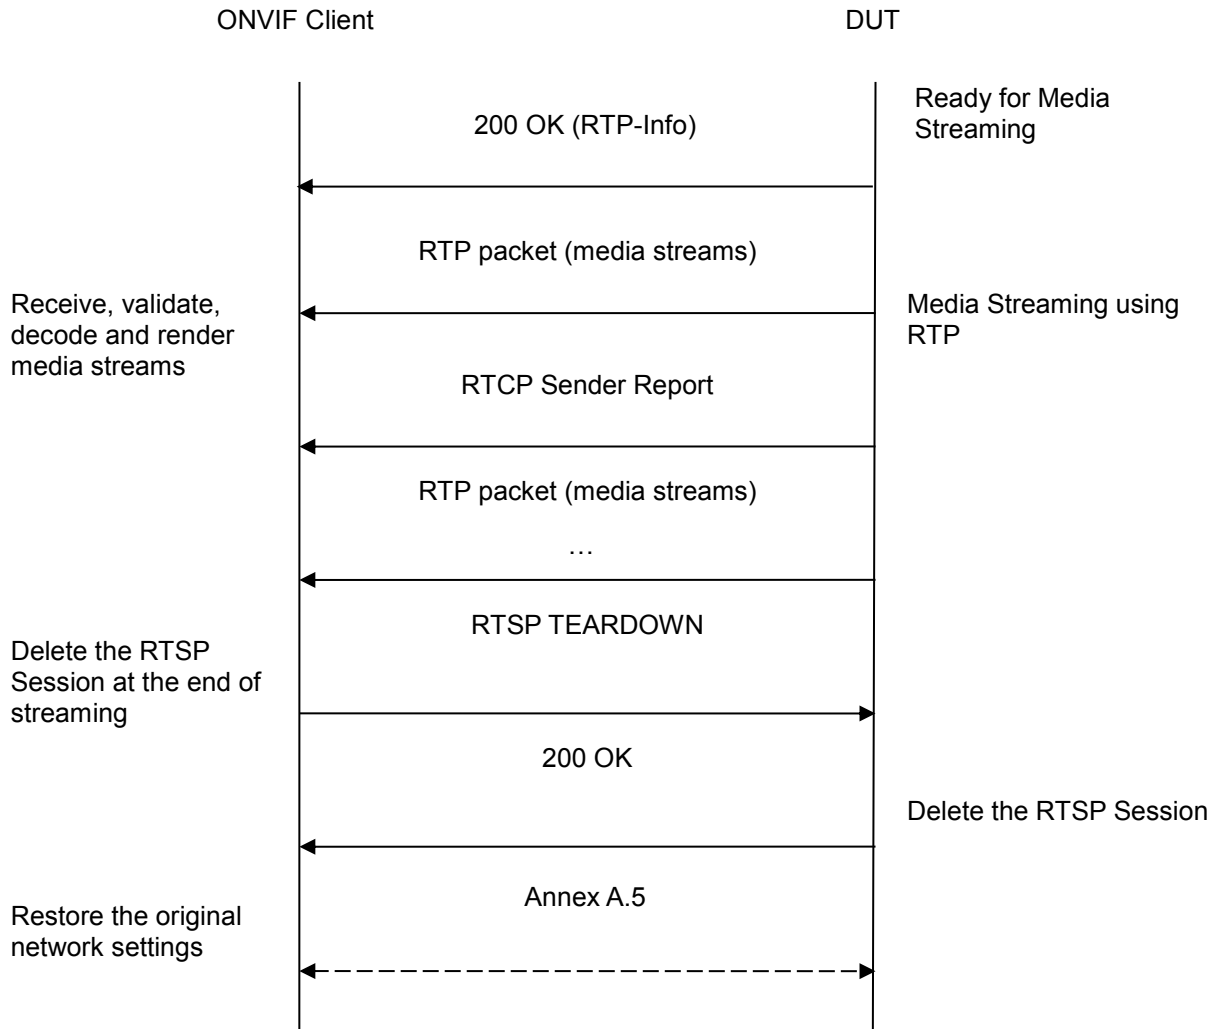 ONVIF Client
DUT
Ready for Media
Streaming
200 OK (RTP-Info)
RTP packet (media streams)
Receive, validate,
decode and render
media streams
Media Streaming using
RTP
RTCP Sender Report
RTP packet (media streams)
…
RTSP TEARDOWN
Delete the RTSP
Session at the end of
streaming
200 OK
Delete the RTSP Session
Annex A.5
Restore the original
network settings